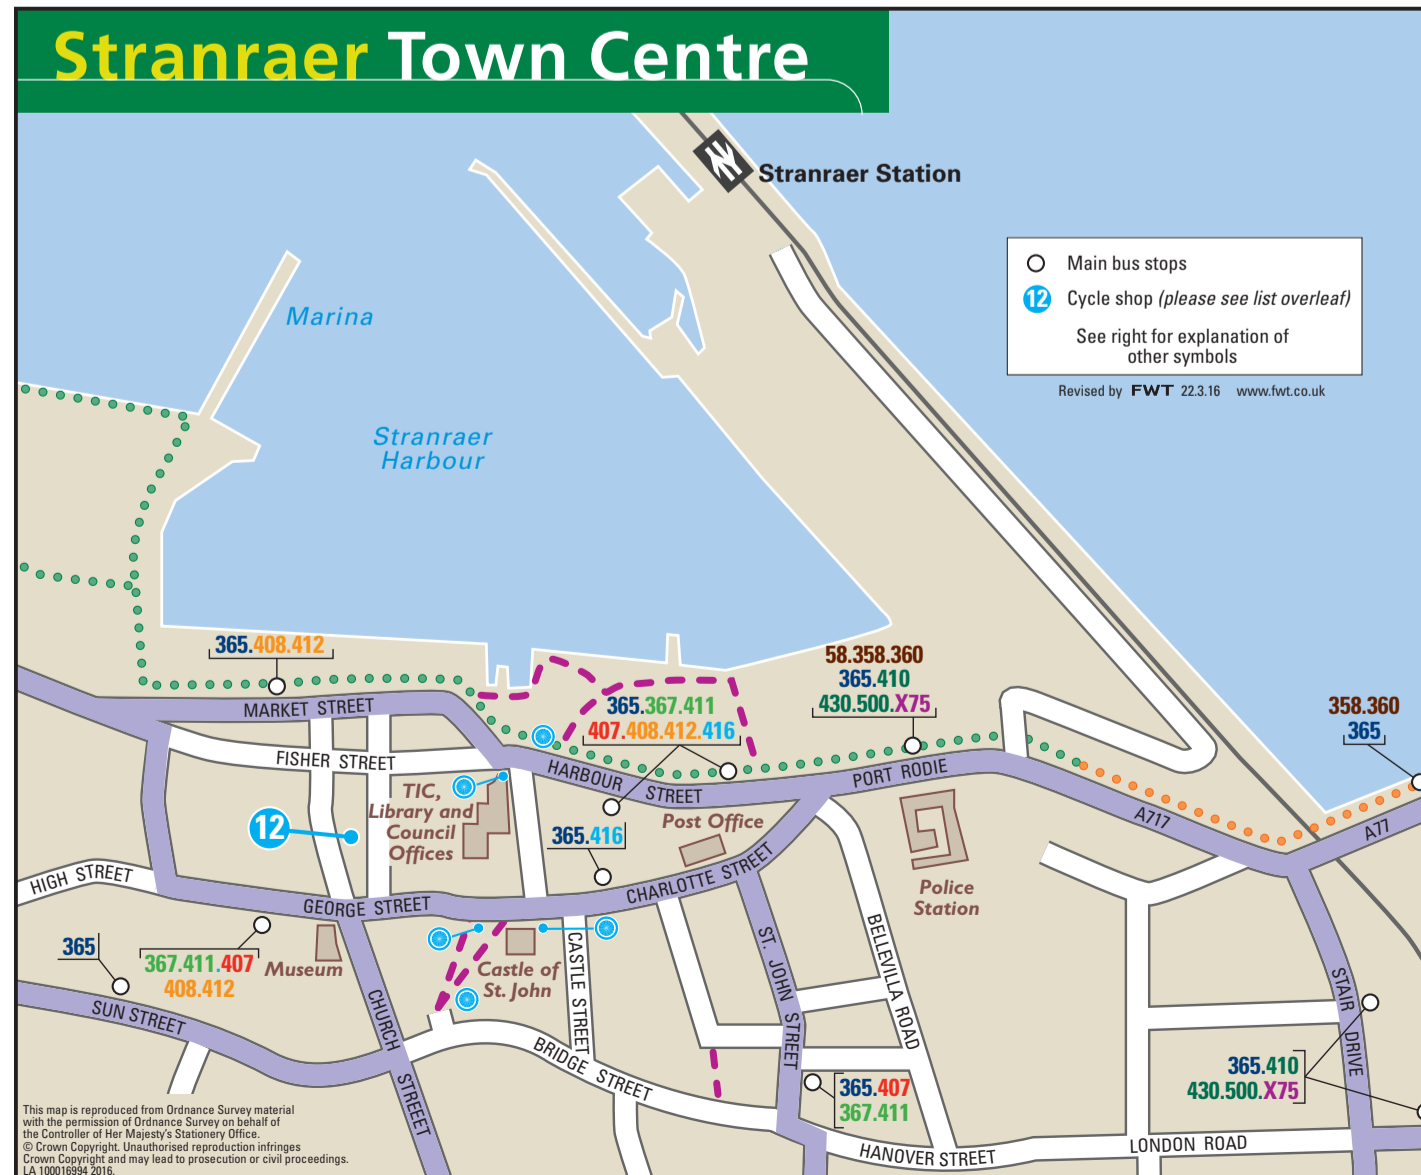 Stranraer Town Centre
Stranraer Station
Main bus stops
12 Cycle shop (please see list overleaf)
See right for explanation of
other symbols
Revised by FWT 22.3.16 www.fwt.co.uk
Marina
Stranraer
Harbour
365.408.412
MARKET STREET
FISHER STREET
365.367.411
407.408.412.416
58.358.360
365.410
430.500.X75
358.360
365
HARBOUR STREET
PORT RODIE
A717
A77
TIC,
Library and
Council
Offices
12
365.416
Post Office
Police
Station
HIGH STREET
GEORGE STREET
CHARLOTTE STREET
365
367.411.407
408.412
Museum
Castle of
St. John
CASTLE STREET
ST. JOHN STREET
BELLEVILLA ROAD
STAIR DRIVE
SUN STREET
CHURCH STREEET
BRIDGE STREET
365.407
367.411
365.410
430.500.X75
HANOVER STREET
LONDON ROAD
This map is reproduced from Ordnance Survey material
with the permission of Ordnance Survey on behalf of
the Controller of Her Majesty's Stationery Office.
© Crown Copyright. Unauthorised reproduction infringes
Crown Copyright and may lead to prosecution or civil proceedings.
LA 100016994 2016.